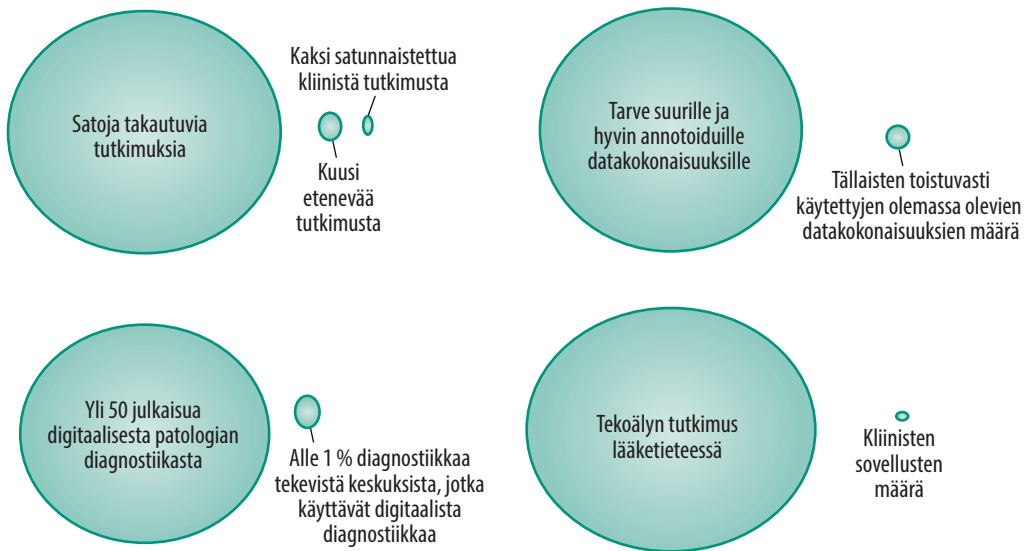 Satoja takautuvia
tutkimuksia
Kaksi satunnaistettua
kliinistä tutkimusta
Kuusi
etenevää
tutkimusta
Tarve suurille ja
hyvin annotoiduille
datakokonaisuuksille
Tällaisten toistuvasti
käytettyjen olemassa olevien
datakokonaisuuksien määrä
Yli 50 julkaisua
digitaalisesta patologian
diagnostiikasta
Alle 1 % diagnostiikkaa
tekevistä keskuksista, jotka
käyttävät digitaalista
diagnostiikkaa
Tekoälyn tutkimus
lääketieteessä
Kliinisten
sovellusten
määrä